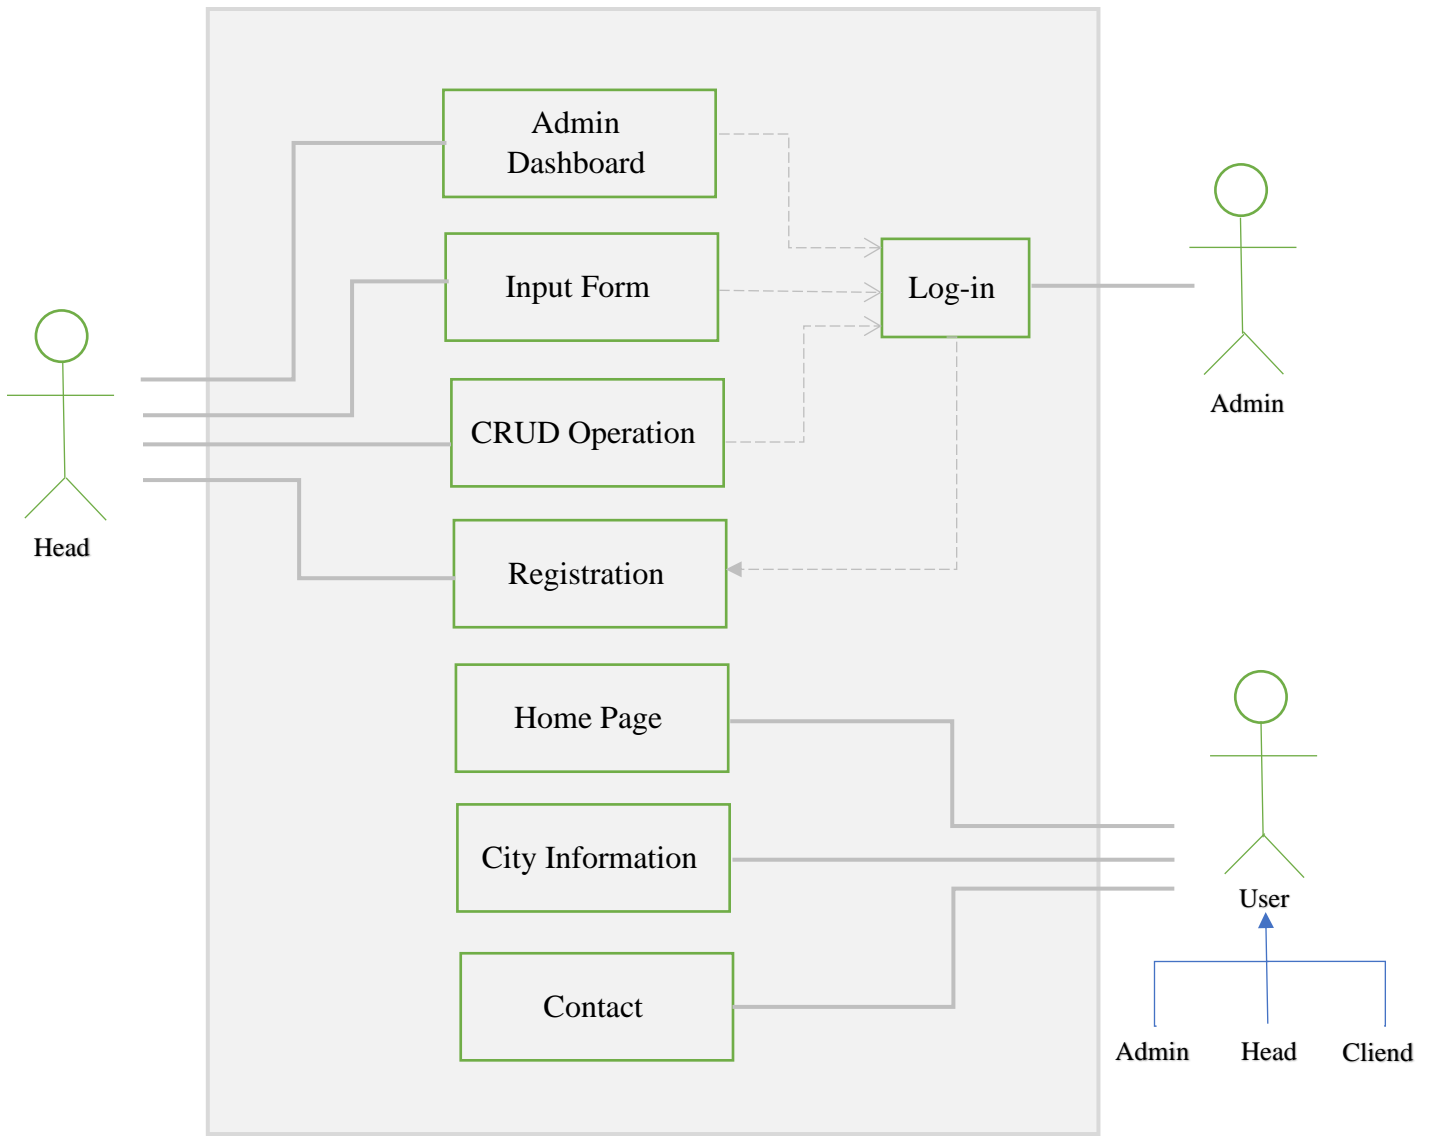 Admin
Dashboard
Input Form
Log-in
Admin
CRUD Operation
Head
Registration
Home Page
City Information
User
Contact
Admin
Head
Cliend